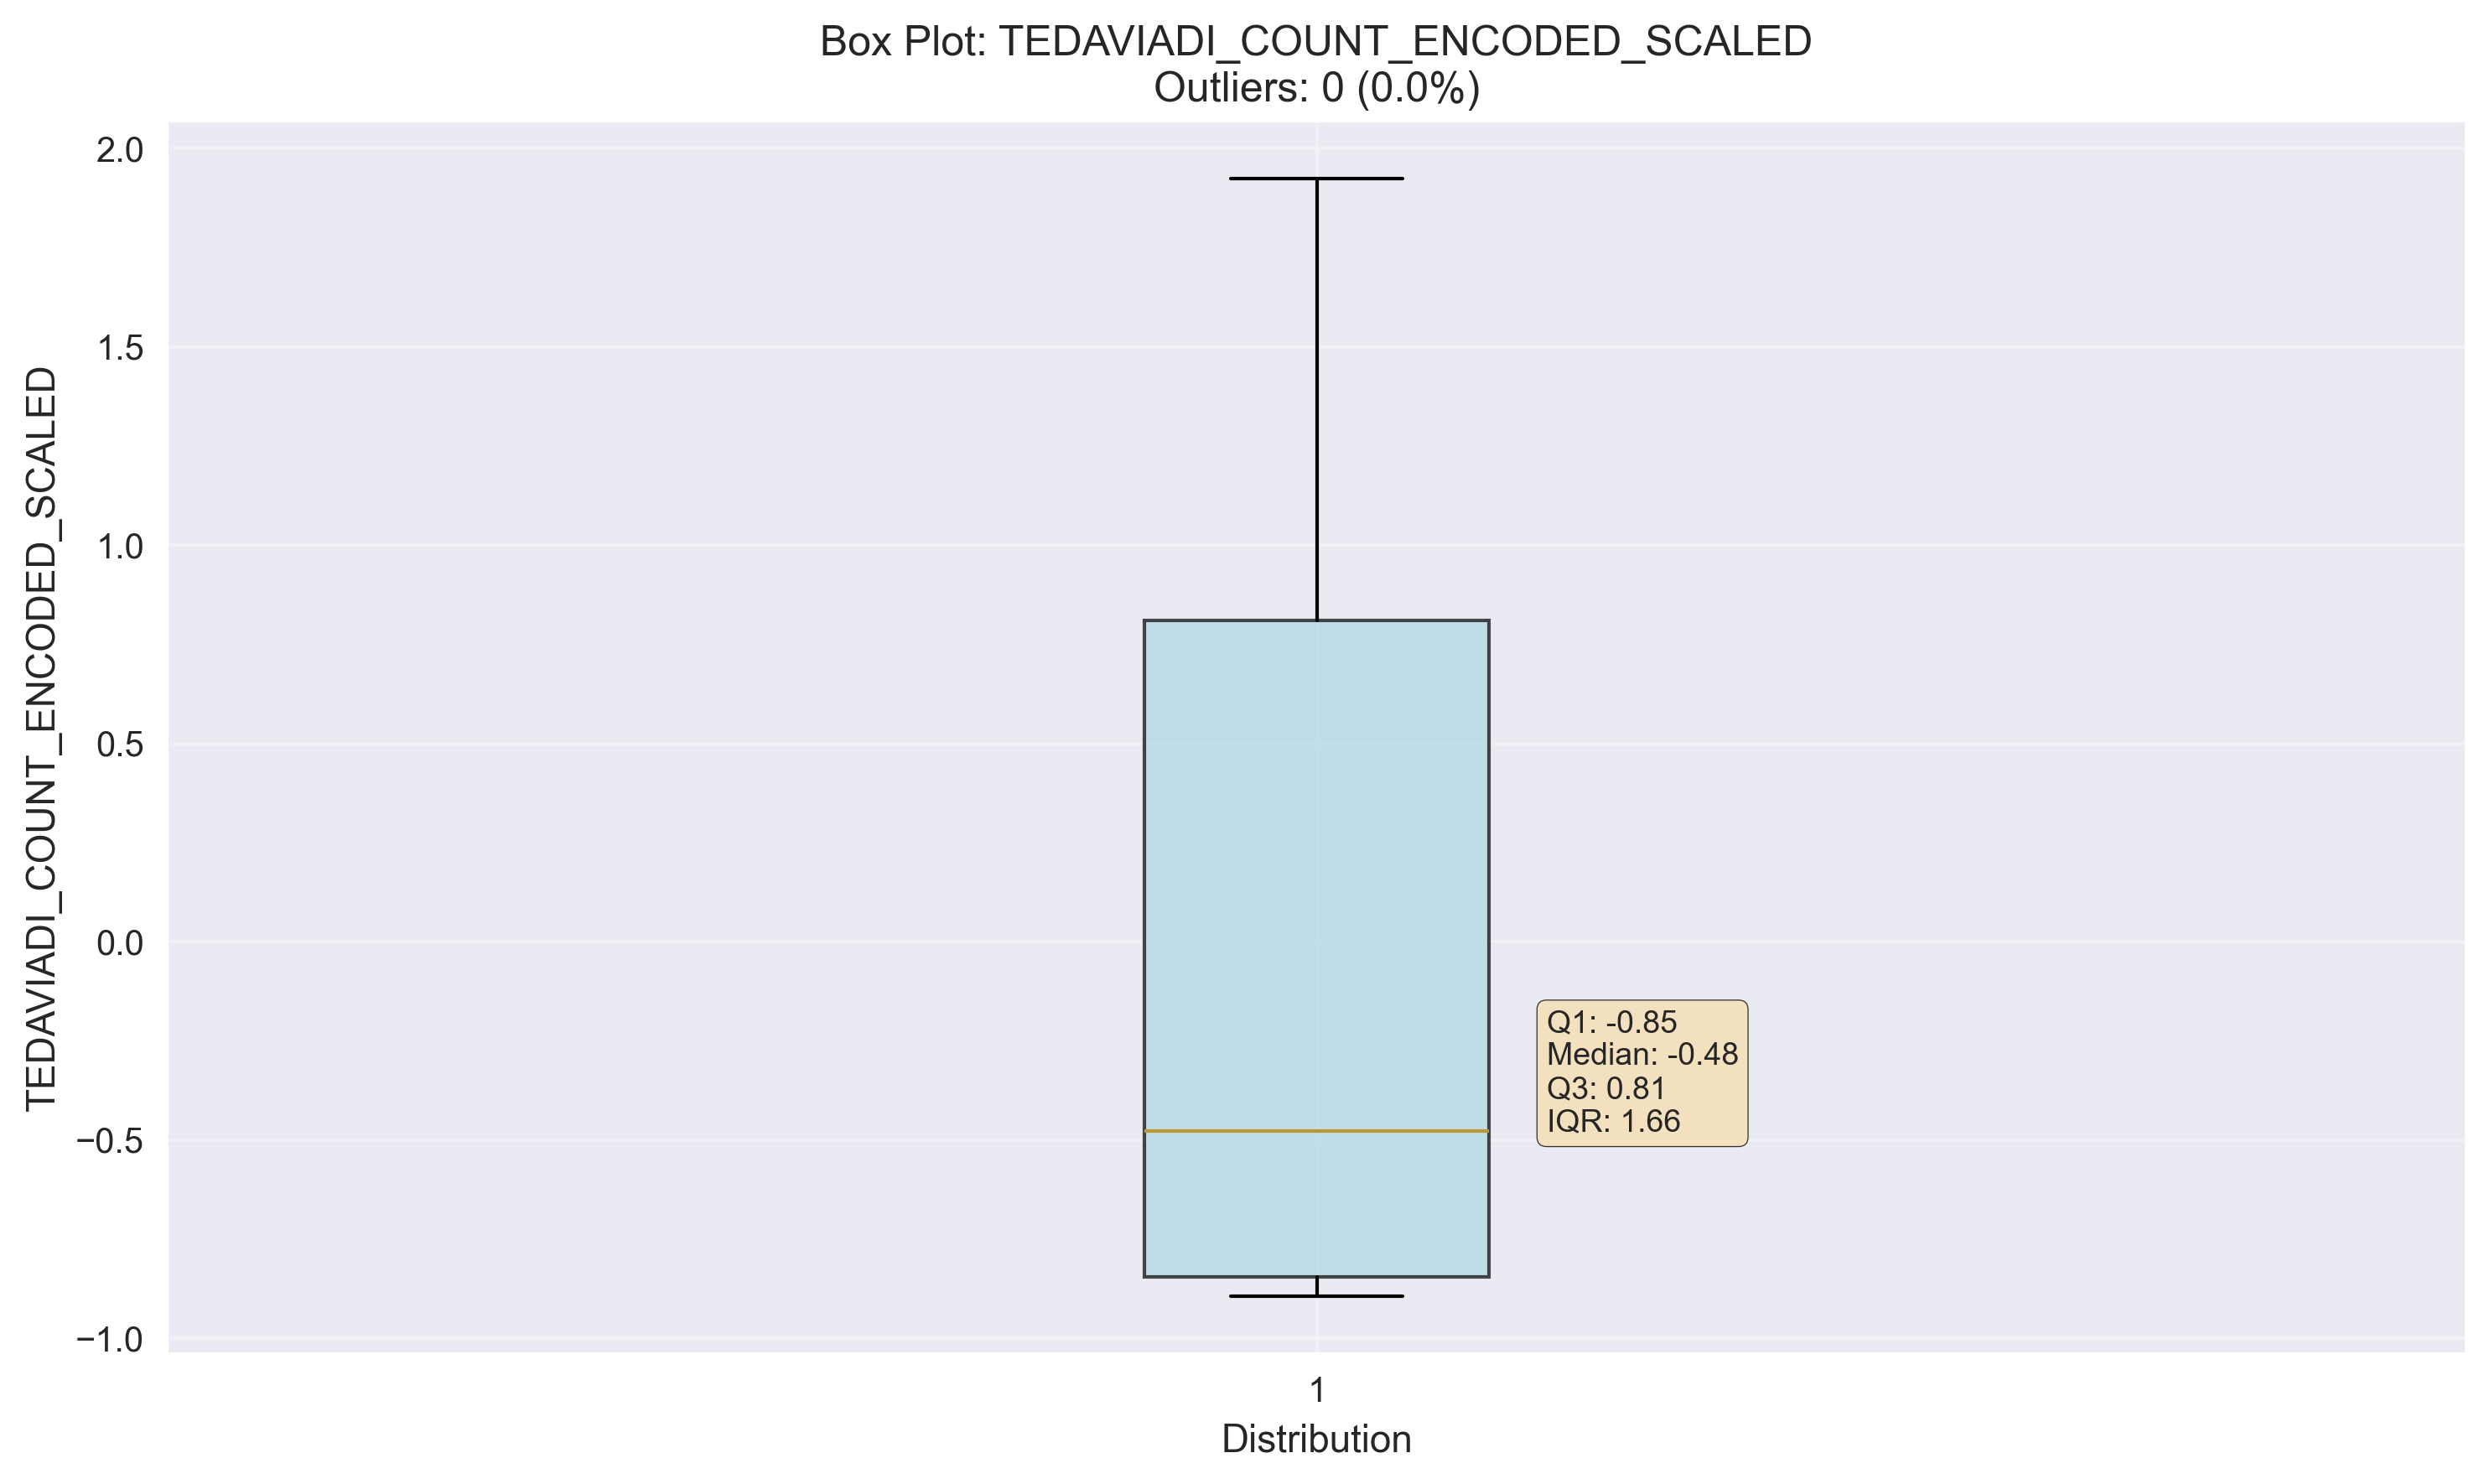 Box Plot: TEDAVIADI_COUNT_ENCODED_SCALED
Outliers: 0 (0.0%)
TEDAVIADI_COUNT_ENCODED_SCALED
2.0
1.5
1.0
0.5
0.0
−0.5
−1.0
Q1: -0.85
Median: -0.48
Q3: 0.81
IQR: 1.66
1
Distribution